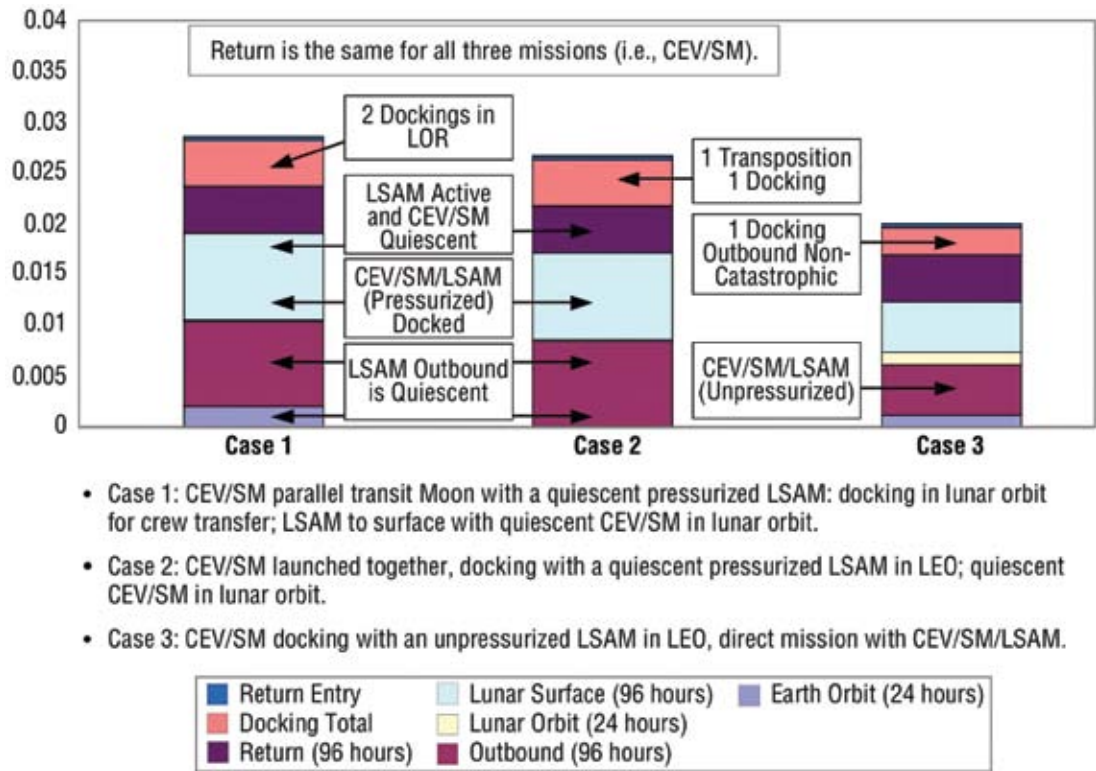 0.04
0.035
0.03
0.025
0.02
0.015
0.01
0.005
0
Return is the same for all three missions (i.e., CEV/SM).
2 Dockings in
LOR
LSAM Active
and CEV/SM
Quiescent
CEV/SM/LSAM
(Pressurized)
Docked
LSAM Outbound
is Quiescent
1 Transposition
1 Docking
1 Docking
Outbound Non-
Catastrophic
CEV/SM/LSAM
(Unpressurized)
Case 1
Case 2
Case 3
• Case 1: CEV/SM parallel transit Moon with a quiescent pressurized LSAM: docking in lunar orbit
for crew transfer; LSAM to surface with quiescent CEV/SM in lunar orbit.
• Case 2: CEV/SM launched together, docking with a quiescent pressurized LSAM in LEO; quiescent
CEV/SM in lunar orbit.
• Case 3: CEV/SM docking with an unpressurized LSAM in LEO, direct mission with CEV/SM/LSAM.
Return Entry
Docking Total
Return (96 hours)
Lunar Surface (96 hours)
Lunar Orbit (24 hours)
Outbound (96 hours)
Earth Orbit (24 hours)